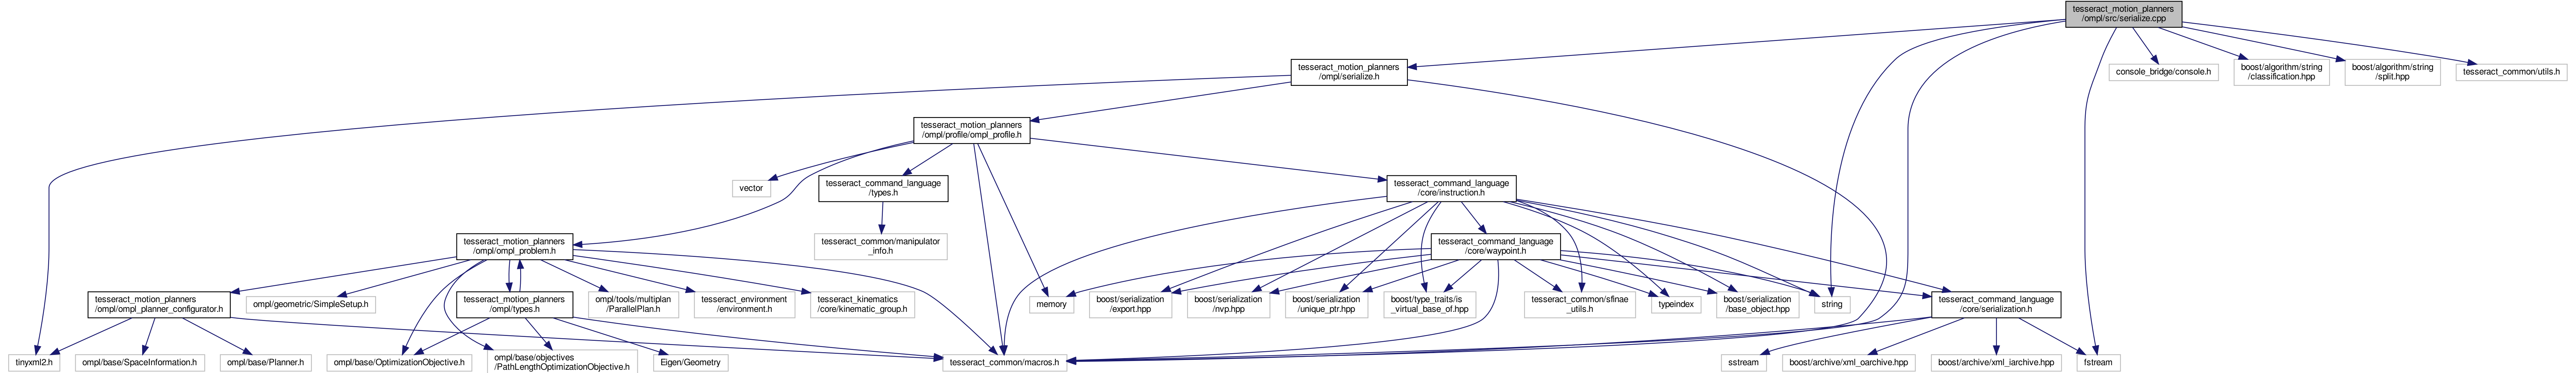 tesseract_motion_planners
/ompl/src/serialize.cpp
tesseract_motion_planners
/ompl/serialize.h
console_bridge/console.h
boost/algorithm/string
/classification.hpp
boost/algorithm/string
/split.hpp
tesseract_common/utils.h
tesseract_motion_planners
/ompl/profile/ompl_profile.h
vector
tesseract_command_language
/types.h
tesseract_command_language
/core/instruction.h
tesseract_motion_planners
/ompl/ompl_problem.h
tesseract_common/manipulator
_info.h
tesseract_command_language
/core/waypoint.h
tesseract_motion_planners
/ompl/ompl_planner_configurator.h
ompl/geometric/SimpleSetup.h
tesseract_motion_planners
/ompl/types.h
ompl/tools/multiplan
/ParallelPlan.h
tesseract_environment
/environment.h
tesseract_kinematics
/core/kinematic_group.h
memory
boost/serialization
/export.hpp
boost/serialization
/nvp.hpp
boost/serialization
/unique_ptr.hpp
boost/type_traits/is
_virtual_base_of.hpp
tesseract_common/sfinae
_utils.h
typeindex
boost/serialization
/base_object.hpp
string
tesseract_command_language
/core/serialization.h
tinyxml2.h
ompl/base/SpaceInformation.h
ompl/base/Planner.h
ompl/base/OptimizationObjective.h
ompl/base/objectives
/PathLengthOptimizationObjective.h
Eigen/Geometry
tesseract_common/macros.h
sstream
boost/archive/xml_oarchive.hpp
boost/archive/xml_iarchive.hpp
fstream